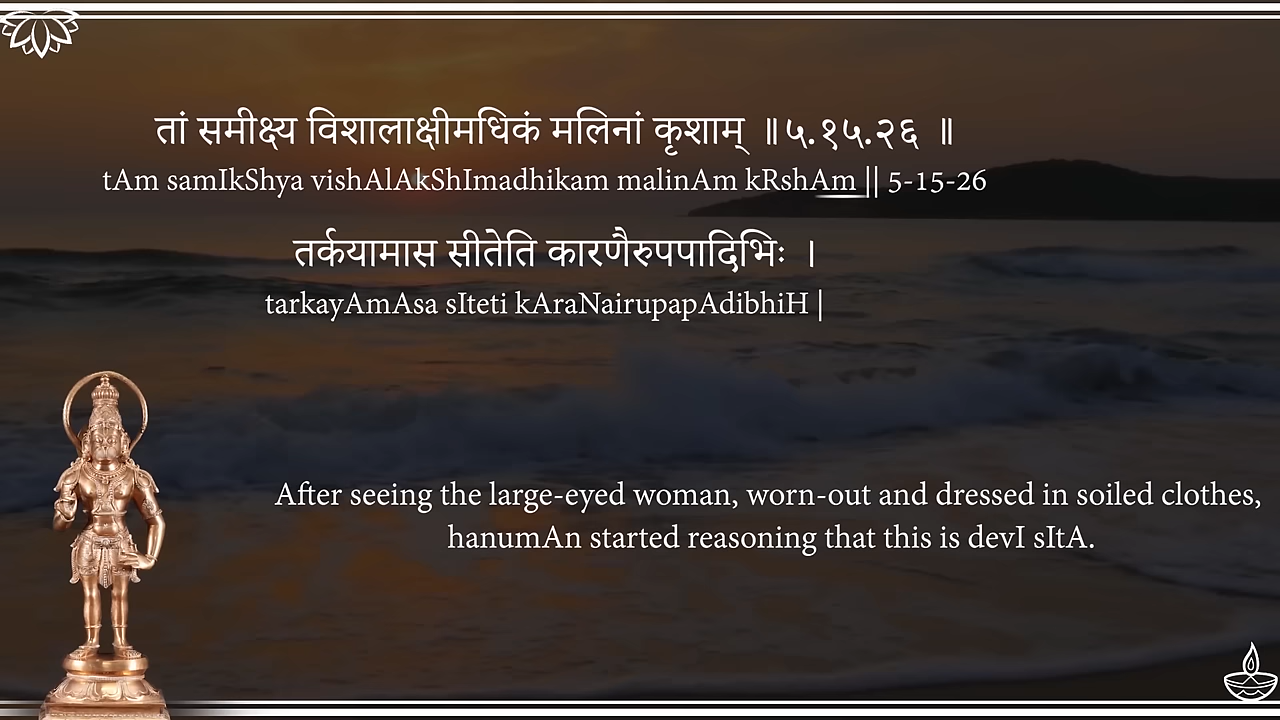 तां समीक्ष्य विशालाक्षीमधिकं मलिनां कृशाम् ॥५.१५.२६ ॥
tAm samIkShya vishAlAkShImadhikam malinAm kRshAm || 5-15-26
तर्कयामास सीतेति कारणैरुपपादिभिः ।
tarkayAmAsa sIteti kAraNairupapAdibhiH |
After seeing the large-eyed woman, worn-out and dressed in soiled clothes,
hanumAn started reasoning that this is devI sItA.